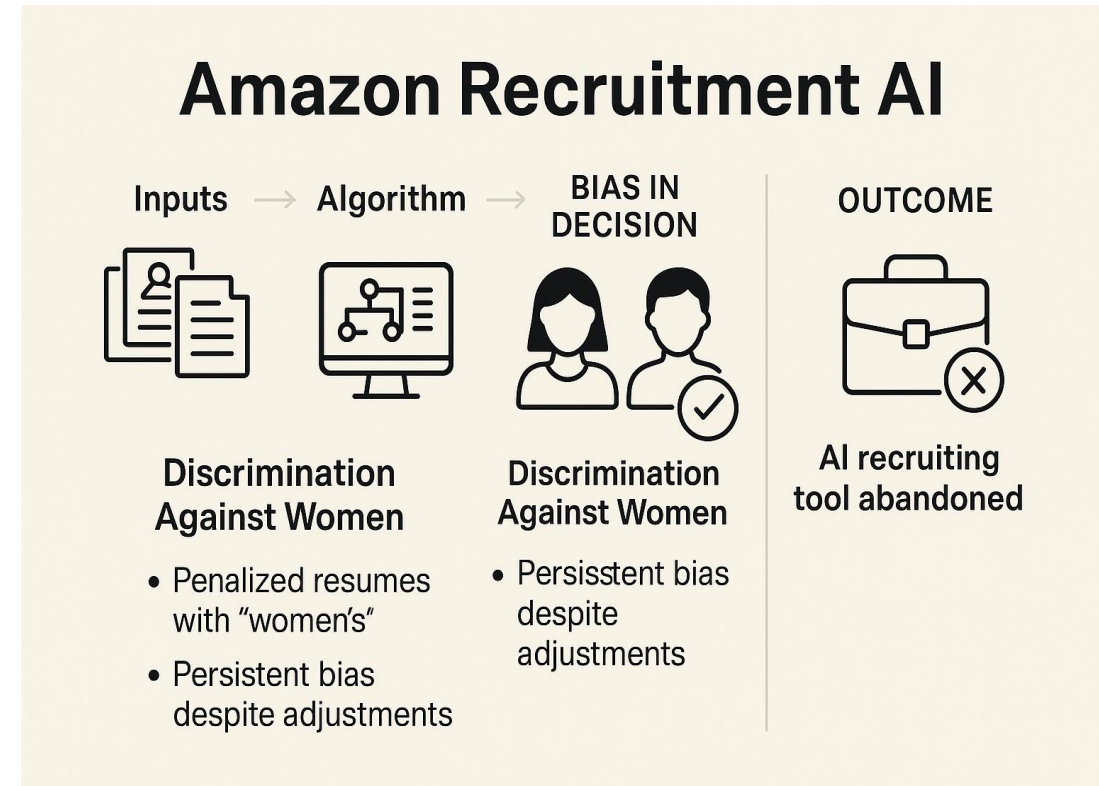 Amazon Recruitment AI
Inputs
Algorithm
BIAS IN
DECISION
OUTCOME
Discrimination
Against Women
• Penalized resumes
with “women’s”
• Persistent bias
despite adjustments
Discrimination
Against Women
• Persisstent bias
despite
adjustments
AI recruiting
tool abandoned